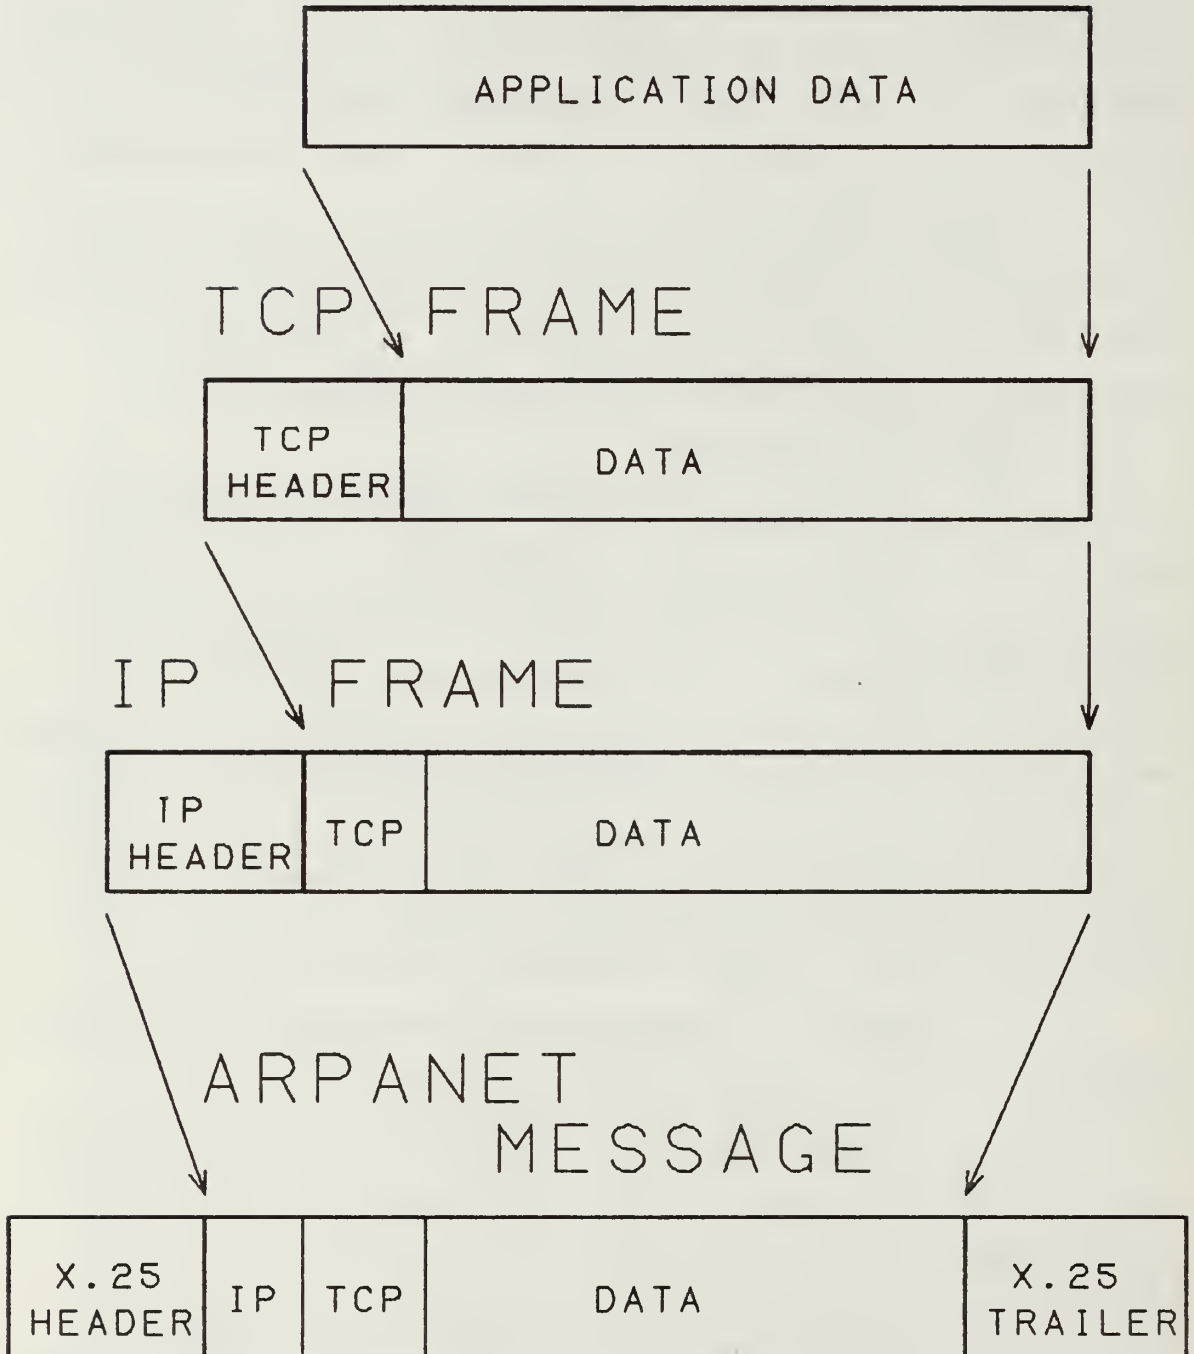 APPLICATION DATA
TCP FRAME
TCP
HEADER
DATA
IP FRAME
IP
HEADER
TCP
DATA
ARPANET
MESSAGE
X.25
HEADER
IP
TCP
DATA
X.25
TRAILER